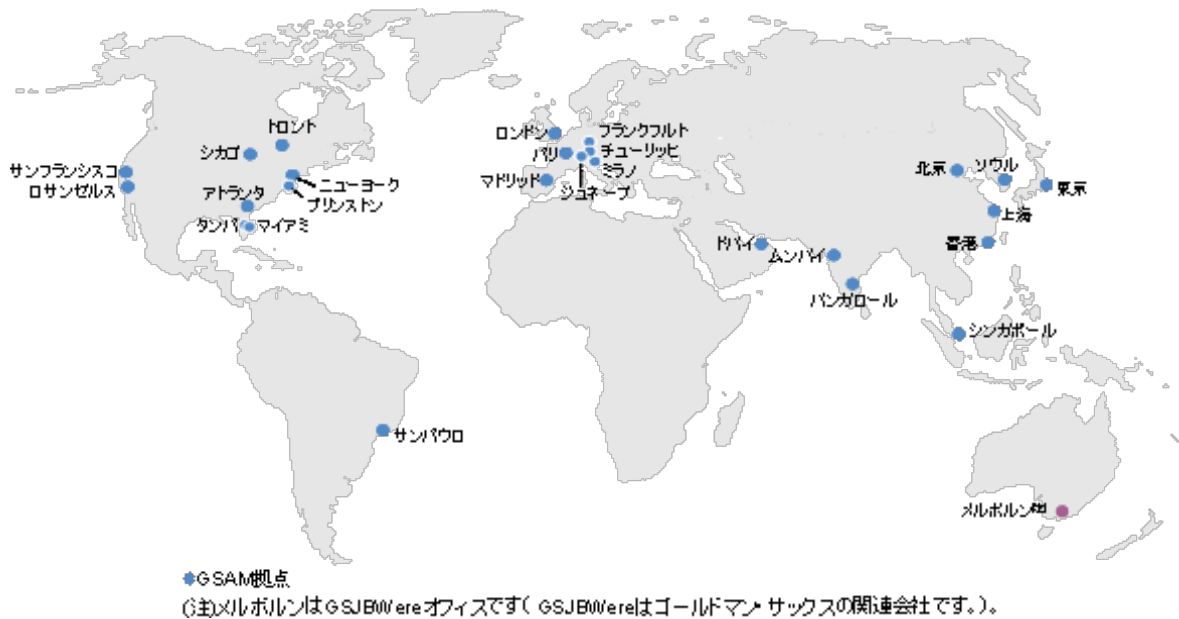 トロント
シカゴ
サンフランシスコ
ロサンゼルス
ニューヨーク
アトランタ
プリンストン
タンパ
マイアミ
サンパウロ
ロンドン
フランクフルト
パリ
チューリッヒ
ミラノ
マドリッド
ジュネーブ
ドバイ
ムンバイ
バンガロール
北京
ソウル
東京
上海
香港
シンガポール
メルボルン注
●GSAM拠点
(注)メルボルンはGSJBWereオフィスです( GSJBWereはゴールドマン・サックスの関連会社です。)。